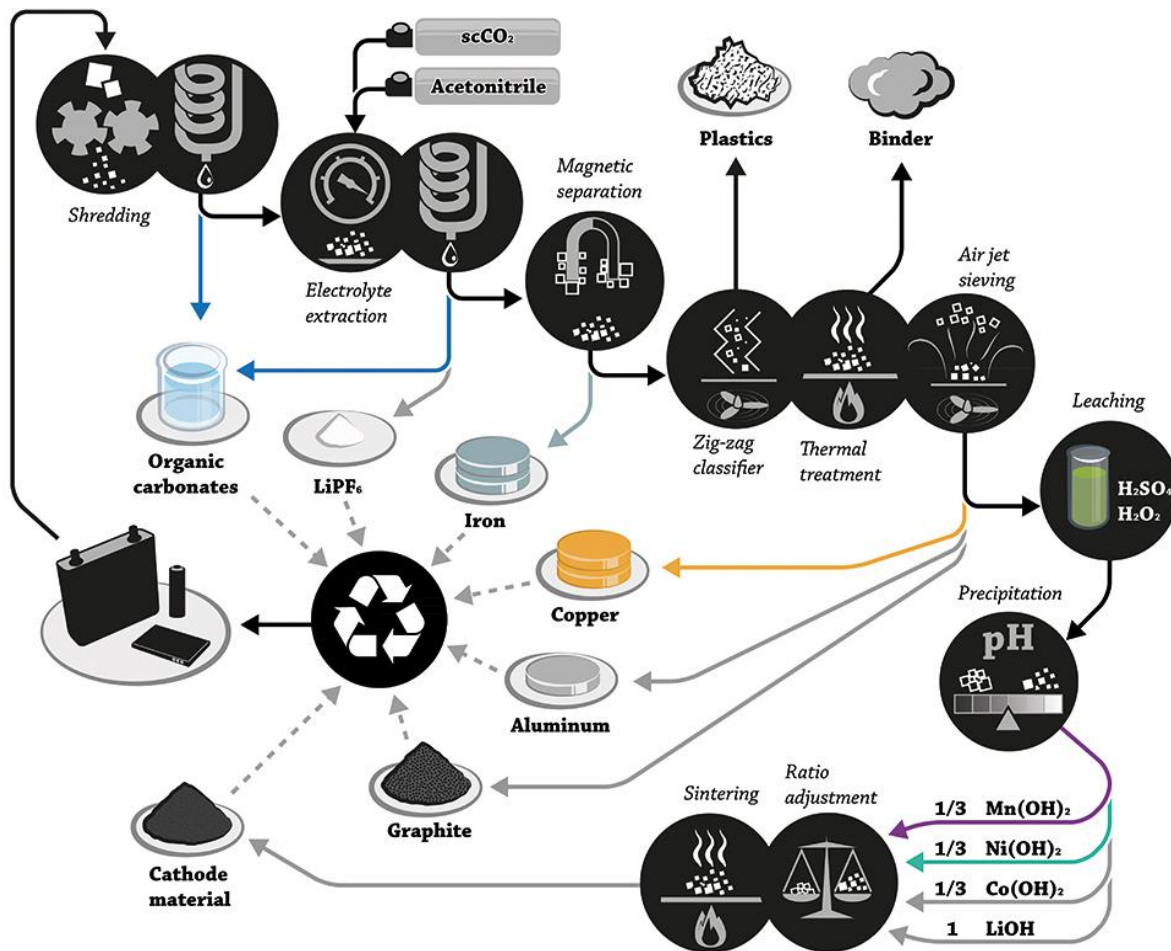 scCO₂
Acetonitrile
Shredding
Electrolyte
extraction
Magnetic
separation
Plastics
Binder
Air jet
sieving
Zig-zag
classifier
Thermal
treatment
Leaching
H₂SO₄
H₂O₂
Organic
carbonates
LiPF₆
Iron
Copper
Aluminum
Graphite
Cathode
material
Precipitation
pH
Sintering
Ratio
adjustment
1/3 Mn(OH)₂
1/3 Ni(OH)₂
1/3 Co(OH)₂
1 LiOH